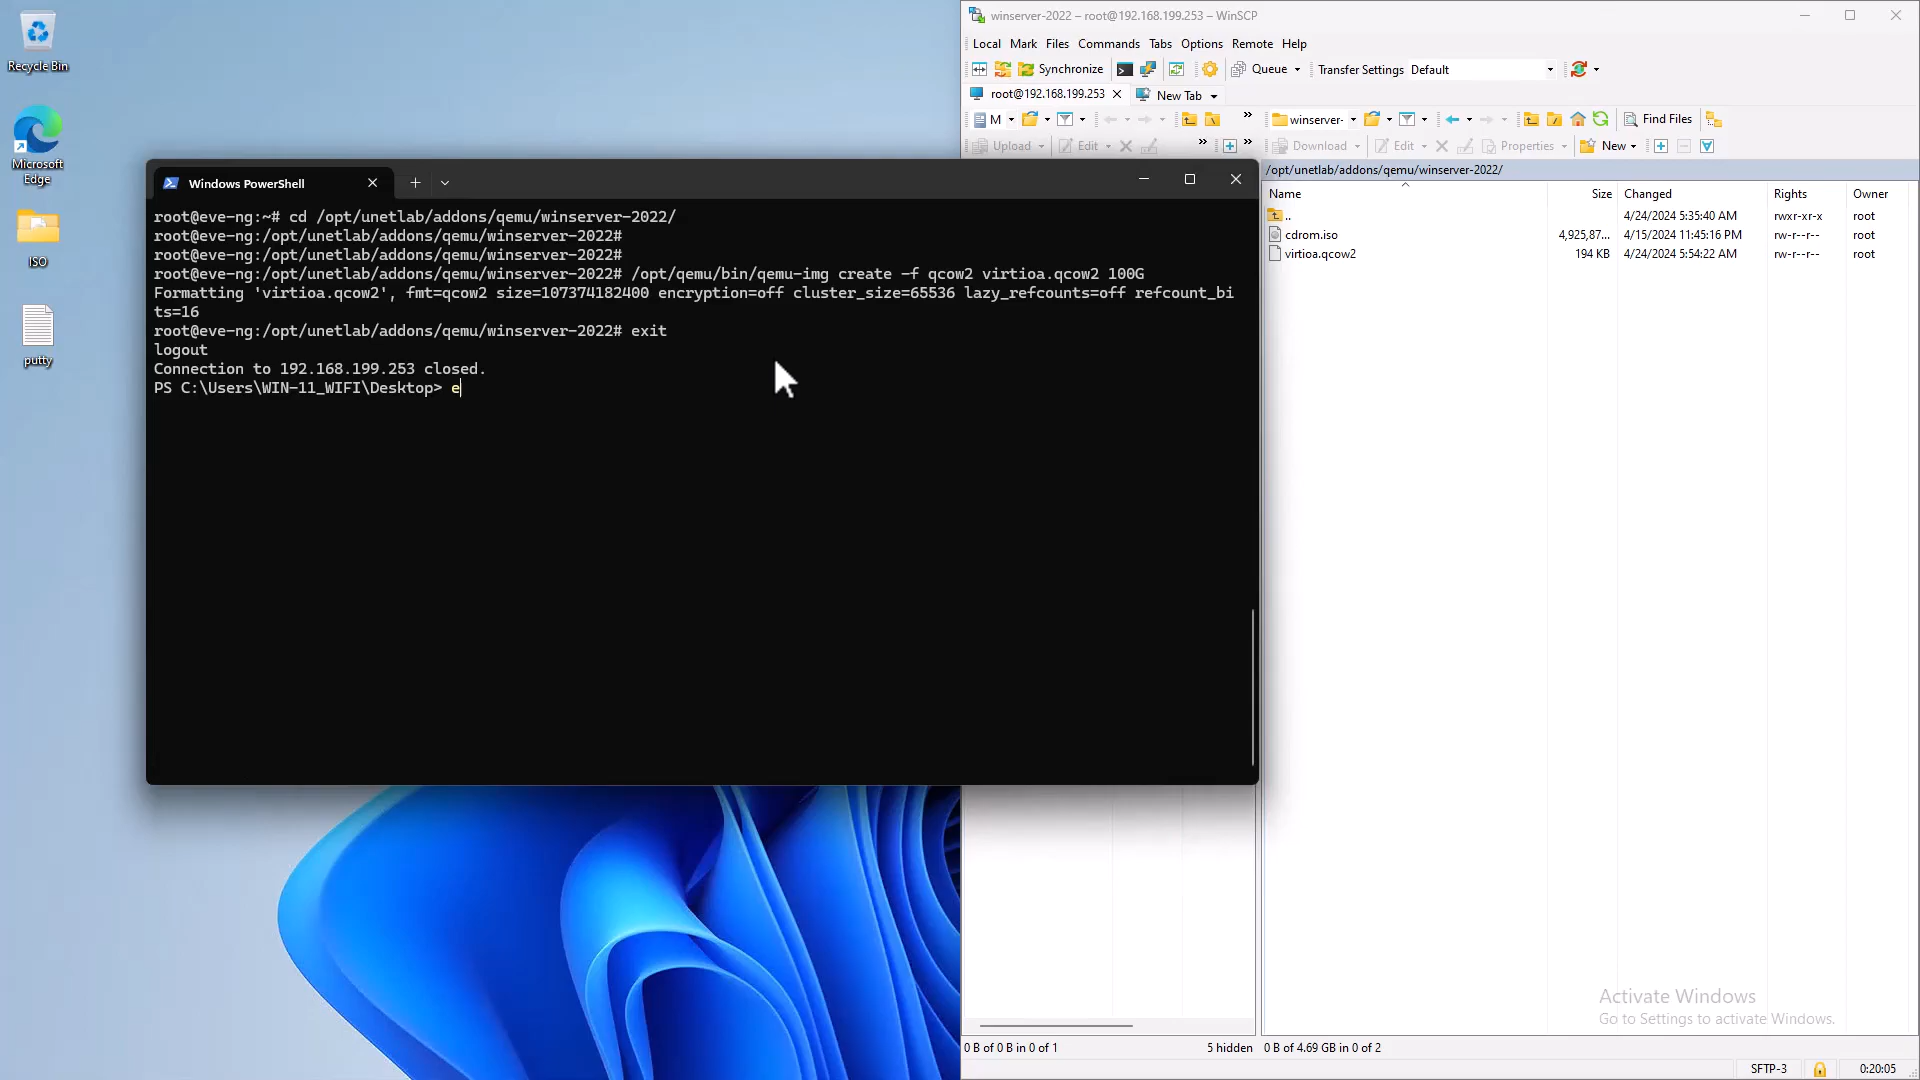 Recycle Bin
Microsoft
Edge
ISO
putty
winserver-2022 – root@192.168.199.253 – WinSCP
Local Mark Files Commands Tabs Options Remote Help
Synchronize Queue Transfer Settings Default
root@192.168.199.253 New Tab
M winserver- Find Files
Upload Edit Download Edit Properties New
/opt/unetlab/addons/qemu/winserver-2022/
Name Size Changed Rights Owner
.. 4/24/2024 5:35:40 AM rwxr-xr-x root
cdrom.iso 4,925,87... 4/15/2024 11:45:16 PM rw-r--r-- root
virtioa.qcow2 194 KB 4/24/2024 5:54:22 AM rw-r--r-- root
Windows PowerShell
root@eve-ng:~# cd /opt/unetlab/addons/qemu/winserver-2022/
root@eve-ng:/opt/unetlab/addons/qemu/winserver-2022#
root@eve-ng:/opt/unetlab/addons/qemu/winserver-2022#
root@eve-ng:/opt/unetlab/addons/qemu/winserver-2022# /opt/qemu/bin/qemu-img create -f qcow2 virtioa.qcow2 100G
Formatting 'virtioa.qcow2', fmt=qcow2 size=107374182400 encryption=off cluster_size=65536 lazy_refcounts=off refcount_bi
ts=16
root@eve-ng:/opt/unetlab/addons/qemu/winserver-2022# exit
logout
Connection to 192.168.199.253 closed.
PS C:\Users\WIN-11_WIFI\Desktop> e
Activate Windows
Go to Settings to activate Windows.
0 B of 0 B in 0 of 1 5 hidden 0 B of 4.69 GB in 0 of 2
SFTP-3 0:20:05